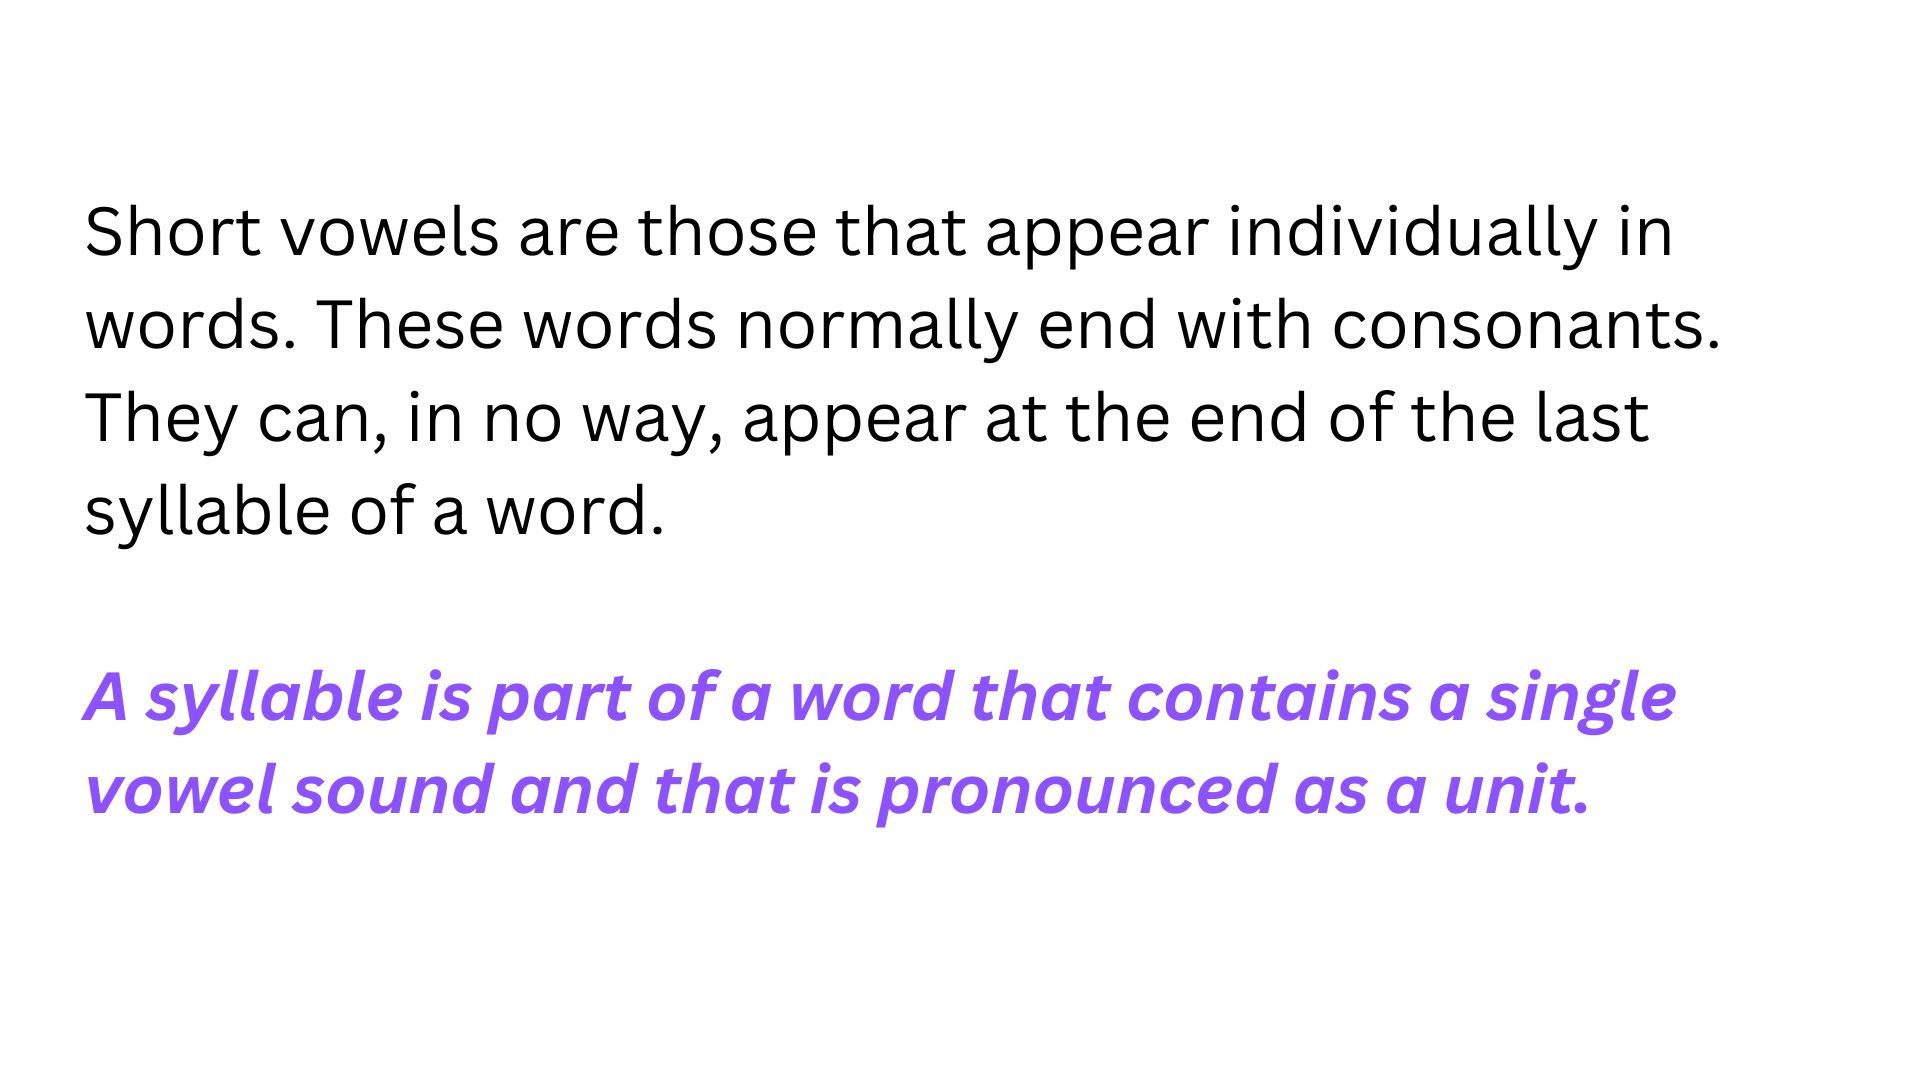 Short vowels are those that appear individually in
words. These words normally end with consonants.
They can, in no way, appear at the end of the last
syllable of a word.
A syllable is part of a word that contains a single
vowel sound and that is pronounced as a unit.